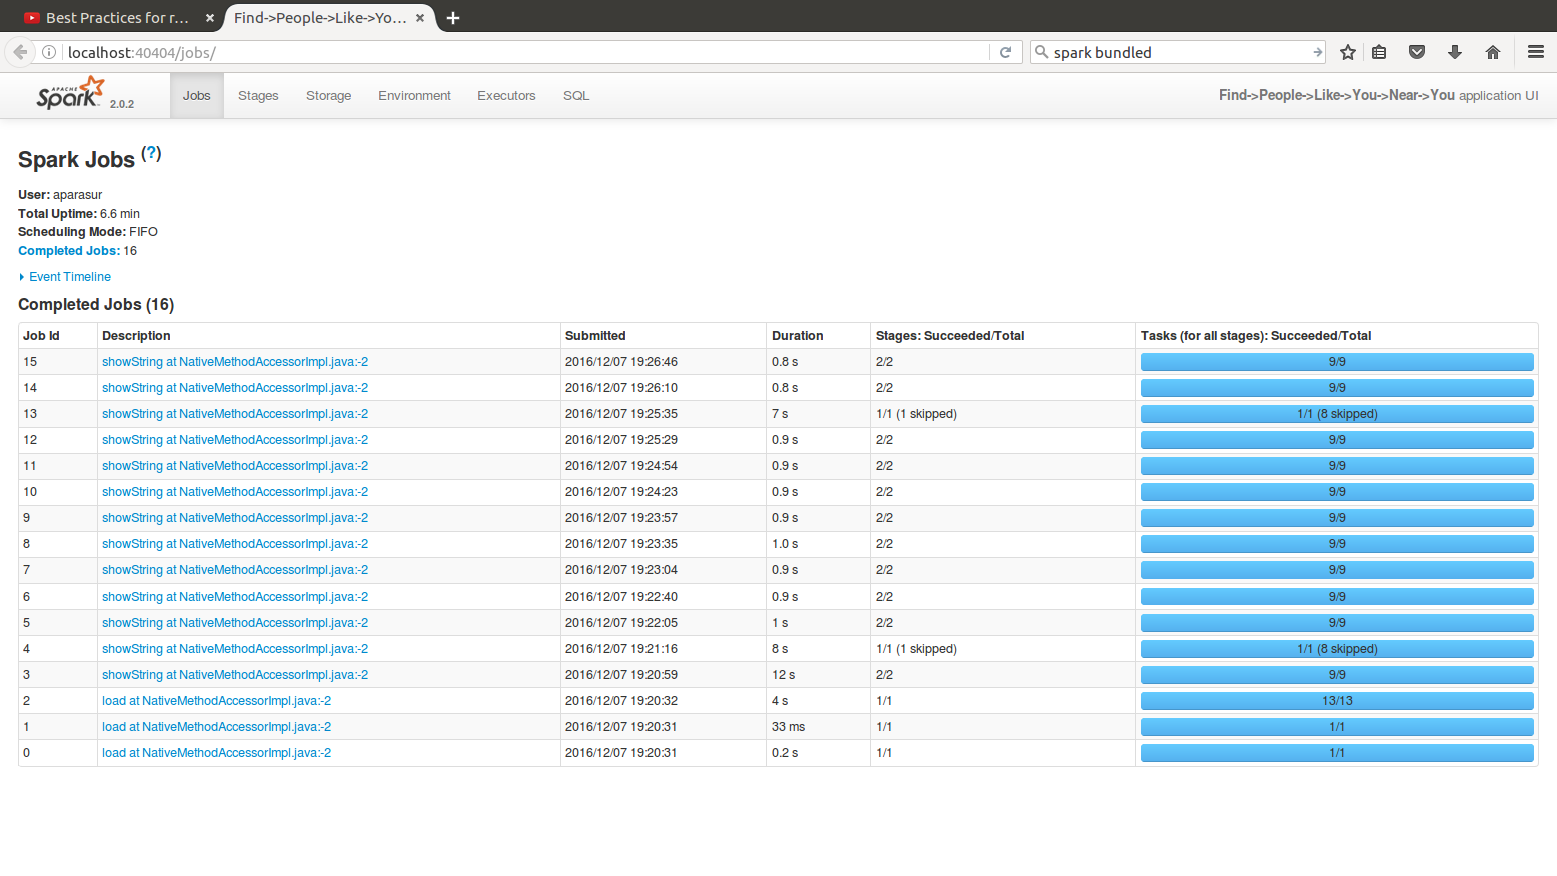 Best Practices for r... × Find->People->Like->Yo... × +
localhost:40404/jobs/ spark bundled
APACHE Spark 2.0.2 Jobs Stages Storage Environment Executors SQL Find->People->Like->You->Near->You application UI
Spark Jobs (?)
User: aparasur
Total Uptime: 6.6 min
Scheduling Mode: FIFO
Completed Jobs: 16
Event Timeline
Completed Jobs (16)
Job Id Description Submitted Duration Stages: Succeeded/Total Tasks (for all stages): Succeeded/Total
15 showString at NativeMethodAccessorImpl.java:-2 2016/12/07 19:26:46 0.8 s 2/2 9/9
14 showString at NativeMethodAccessorImpl.java:-2 2016/12/07 19:26:10 0.8 s 2/2 9/9
13 showString at NativeMethodAccessorImpl.java:-2 2016/12/07 19:25:35 7 s 1/1 (1 skipped) 1/1 (8 skipped)
12 showString at NativeMethodAccessorImpl.java:-2 2016/12/07 19:25:29 0.9 s 2/2 9/9
11 showString at NativeMethodAccessorImpl.java:-2 2016/12/07 19:24:54 0.9 s 2/2 9/9
10 showString at NativeMethodAccessorImpl.java:-2 2016/12/07 19:24:23 0.9 s 2/2 9/9
9 showString at NativeMethodAccessorImpl.java:-2 2016/12/07 19:23:57 0.9 s 2/2 9/9
8 showString at NativeMethodAccessorImpl.java:-2 2016/12/07 19:23:35 1.0 s 2/2 9/9
7 showString at NativeMethodAccessorImpl.java:-2 2016/12/07 19:23:04 0.9 s 2/2 9/9
6 showString at NativeMethodAccessorImpl.java:-2 2016/12/07 19:22:40 0.9 s 2/2 9/9
5 showString at NativeMethodAccessorImpl.java:-2 2016/12/07 19:22:05 1 s 2/2 9/9
4 showString at NativeMethodAccessorImpl.java:-2 2016/12/07 19:21:16 8 s 1/1 (1 skipped) 1/1 (8 skipped)
3 showString at NativeMethodAccessorImpl.java:-2 2016/12/07 19:20:59 12 s 2/2 9/9
2 load at NativeMethodAccessorImpl.java:-2 2016/12/07 19:20:32 4 s 1/1 13/13
1 load at NativeMethodAccessorImpl.java:-2 2016/12/07 19:20:31 33 ms 1/1 1/1
0 load at NativeMethodAccessorImpl.java:-2 2016/12/07 19:20:31 0.2 s 1/1 1/1